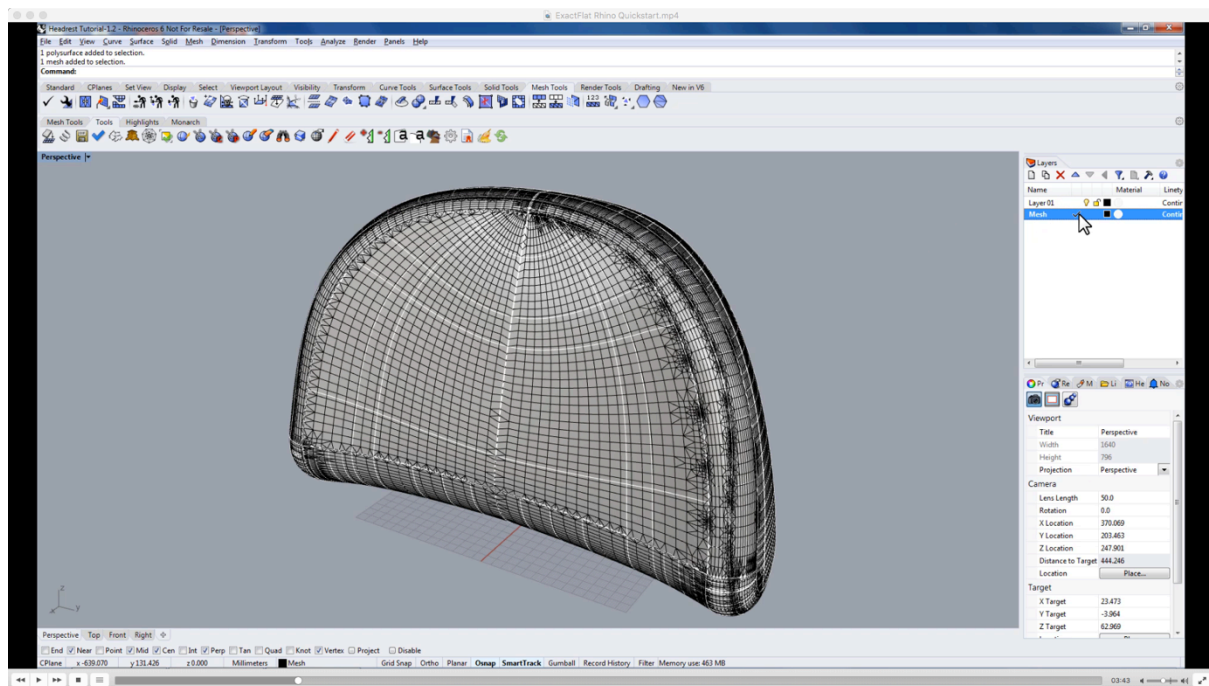 ExactFlat Rhino Quickstart.mp4
Headrest Tutorial-1.2 - Rhinoceros 6 Not For Resale - [Perspective]
File Edit View Curve Surface Solid Mesh Dimension Transform Tools Analyze Render Panels Help
1 polysurface added to selection.
1 mesh added to selection.
Command:
Standard CPlanes Set View Display Select Viewport Layout Visibility Transform Curve Tools Surface Tools Solid Tools Mesh Tools Render Tools Drafting New in V6
Mesh Tools Tools Highlights Monarch
Perspective
Layers
Name Material Linety
Layer 01 Contir
Mesh Contir
Pr Re M Li He No
Viewport
Title Perspective
Width 1640
Height 796
Projection Perspective
Camera
Lens Length 50.0
Rotation 0.0
X Location 370.069
Y Location 203.463
Z Location 247.901
Distance to Target 444.246
Location Place...
Target
X Target 23.473
Y Target -3.964
Z Target 62.969
z
x y
Perspective Top Front Right
End Near Point Mid Cen Int Perp Tan Quad Knot Vertex Project Disable
CPlane x -639.070 y 131.426 z 0.000 Millimeters Mesh Grid Snap Ortho Planar Osnap SmartTrack Gumball Record History Filter Memory use: 463 MB
03:43